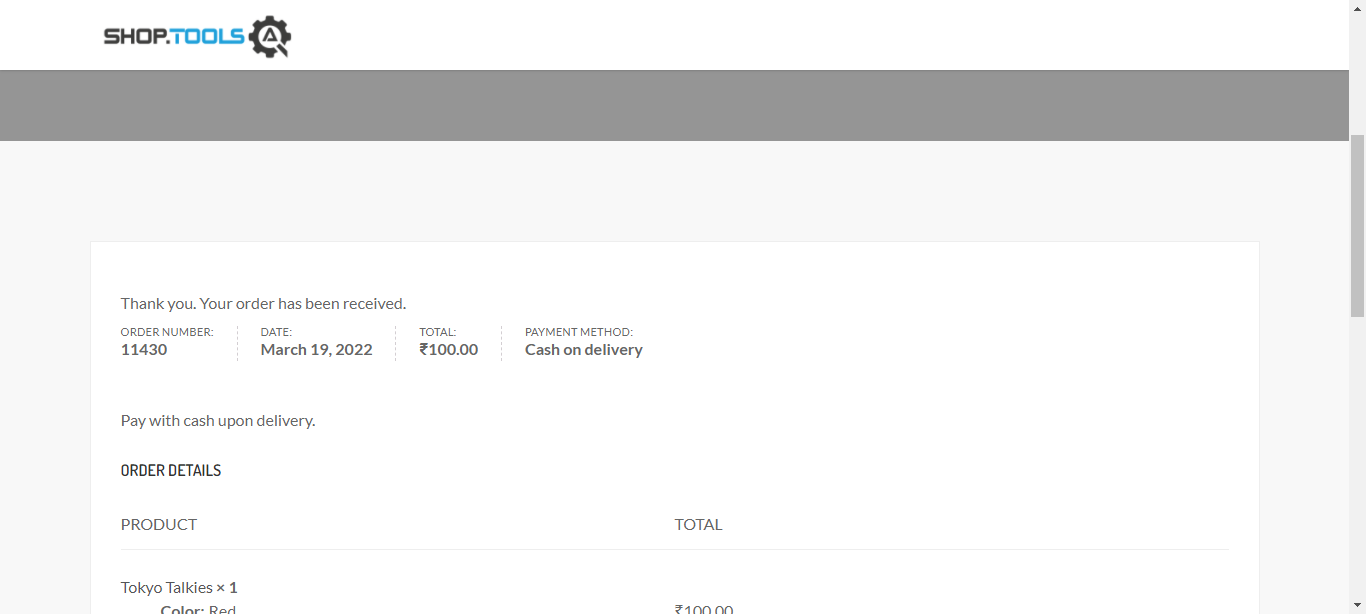 SHOP.TOOLS
Thank you. Your order has been received.
ORDER NUMBER: DATE: TOTAL: PAYMENT METHOD:
11430 March 19, 2022 ₹100.00 Cash on delivery
Pay with cash upon delivery.
ORDER DETAILS
PRODUCT TOTAL
Tokyo Talkies × 1
Color: Red ₹100.00